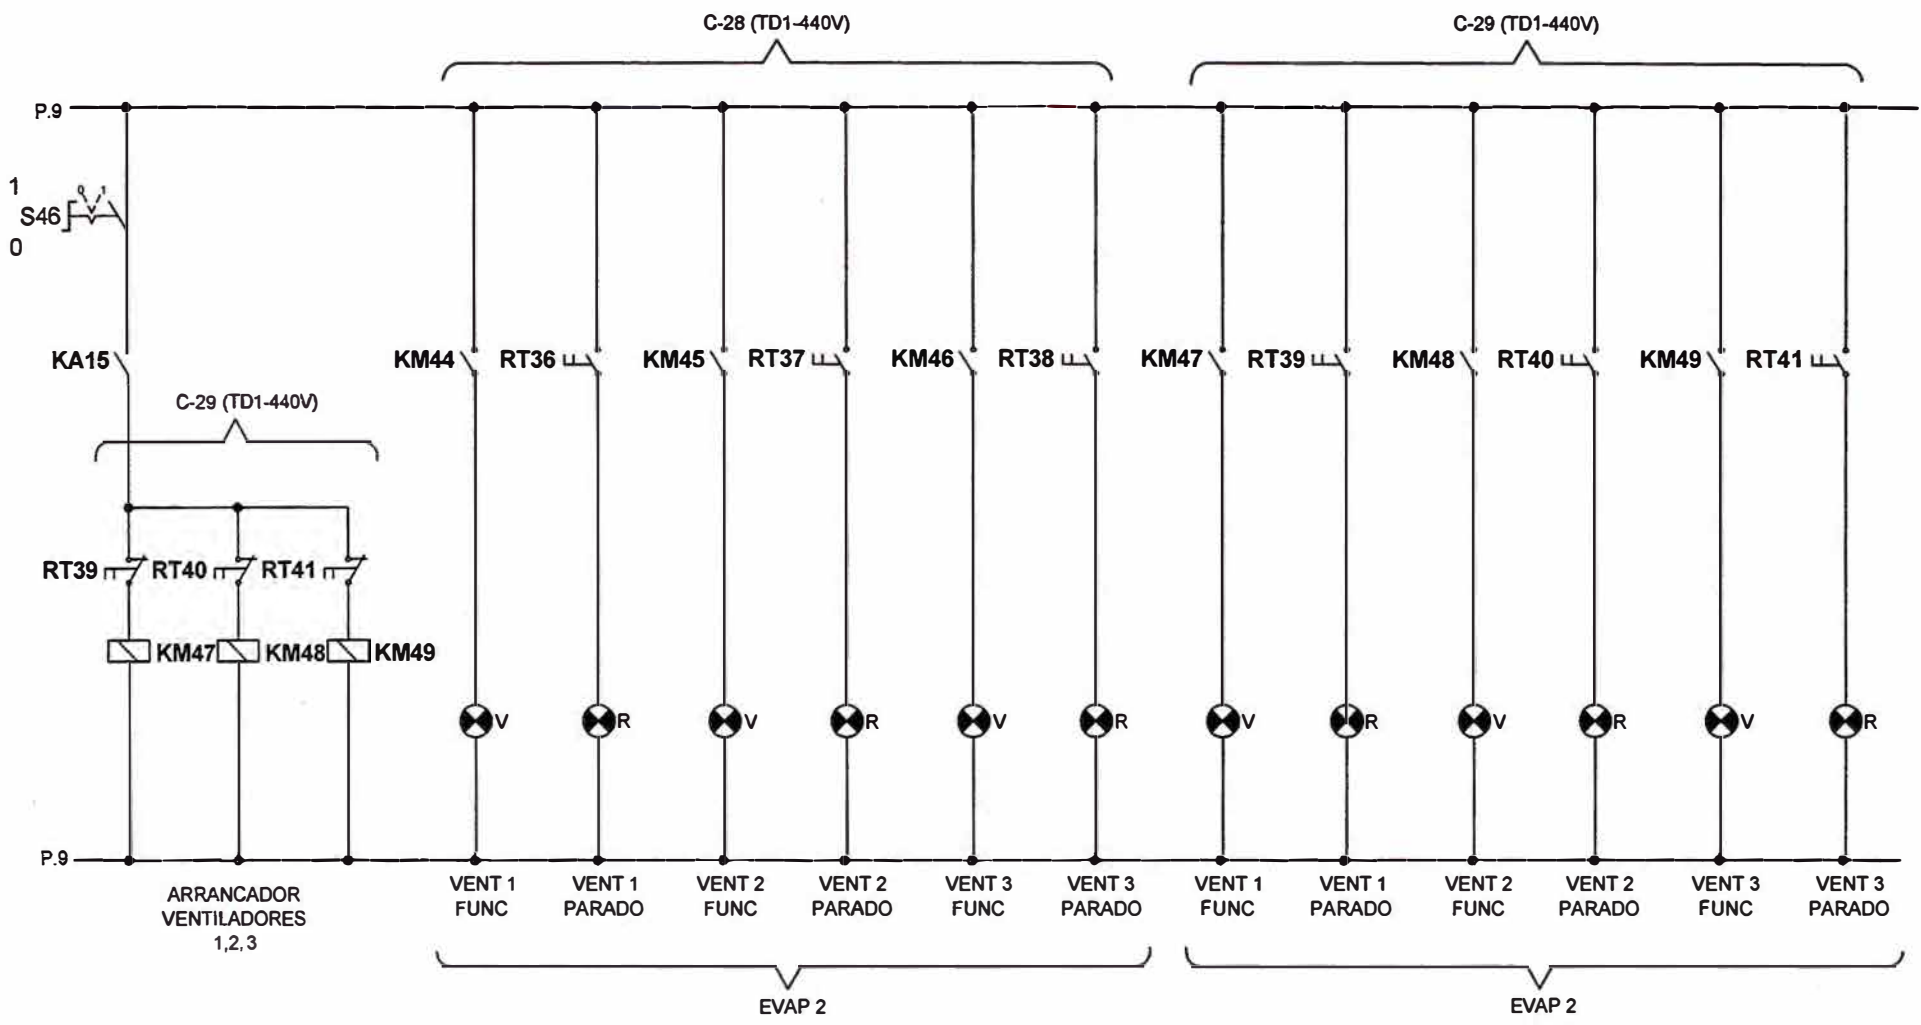 C-28 (TD1-440V)
C-29 (TD1-440V)
P.9
0 1
1
S46
0
KA15
KM44
RT36
KM45
RT37
KM46
RT38
KM47
RT39
KM48
RT40
KM49
RT41
C-29 (TD1-440V)
RT39
RT40
RT41
KM47
KM48
KM49
V
R
V
R
V
R
V
R
V
R
V
R
P.9
ARRANCADOR
VENTILADORES
1,2,3
VENT 1
FUNC
VENT 1
PARADO
VENT 2
FUNC
VENT 2
PARADO
VENT 3
FUNC
VENT 3
PARADO
VENT 1
FUNC
VENT 1
PARADO
VENT 2
FUNC
VENT 2
PARADO
VENT 3
FUNC
VENT 3
PARADO
EVAP 2
EVAP 2